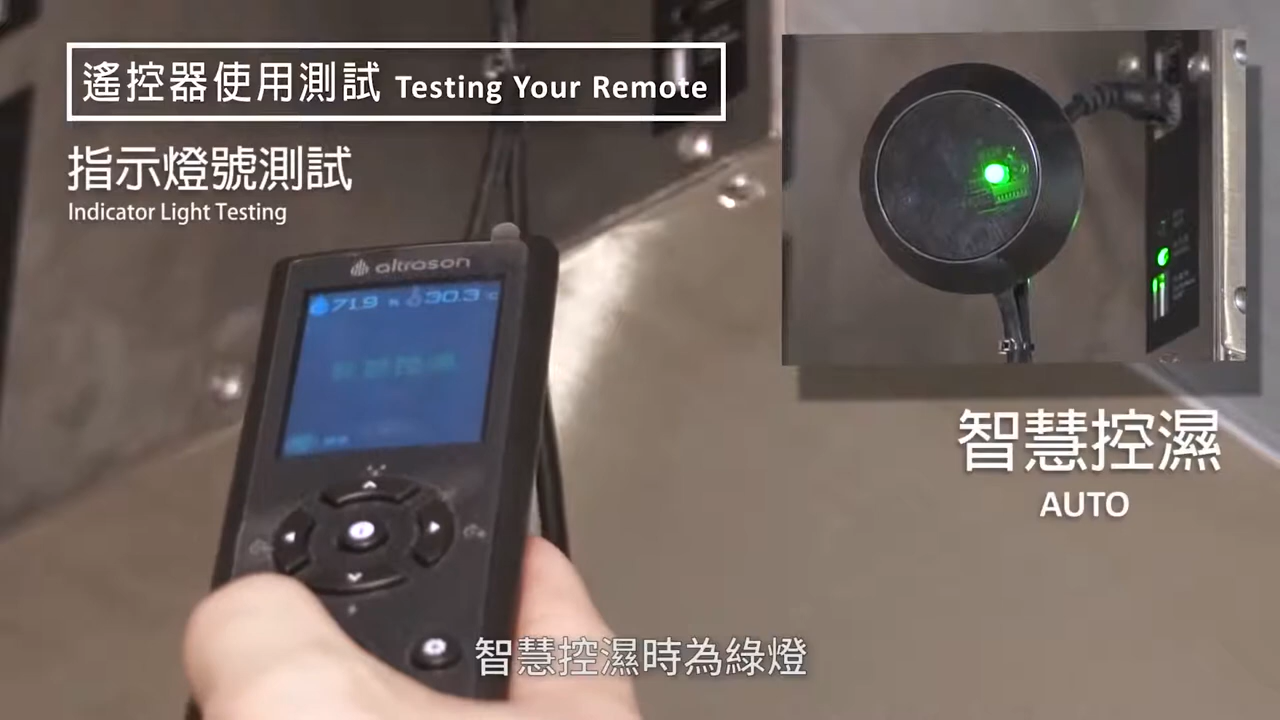 遙控器使用測試 Testing Your Remote
指示燈號測試
Indicator Light Testing
altrason
71.9 % 30.3 °C
智慧控濕
AUTO
智慧控濕時為綠燈